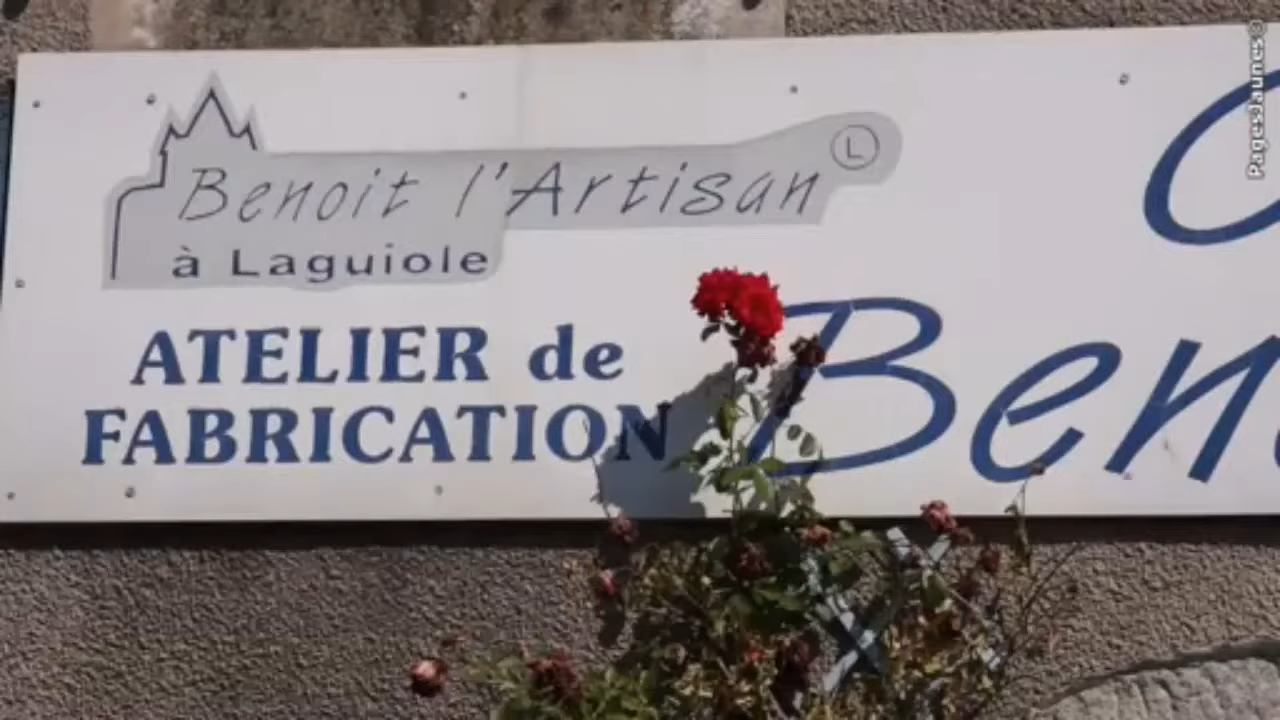 Benoit l'Artisan
Ⓛ
à Laguiole
ATELIER de
FABRICATION
Ben
PagesJaunes©